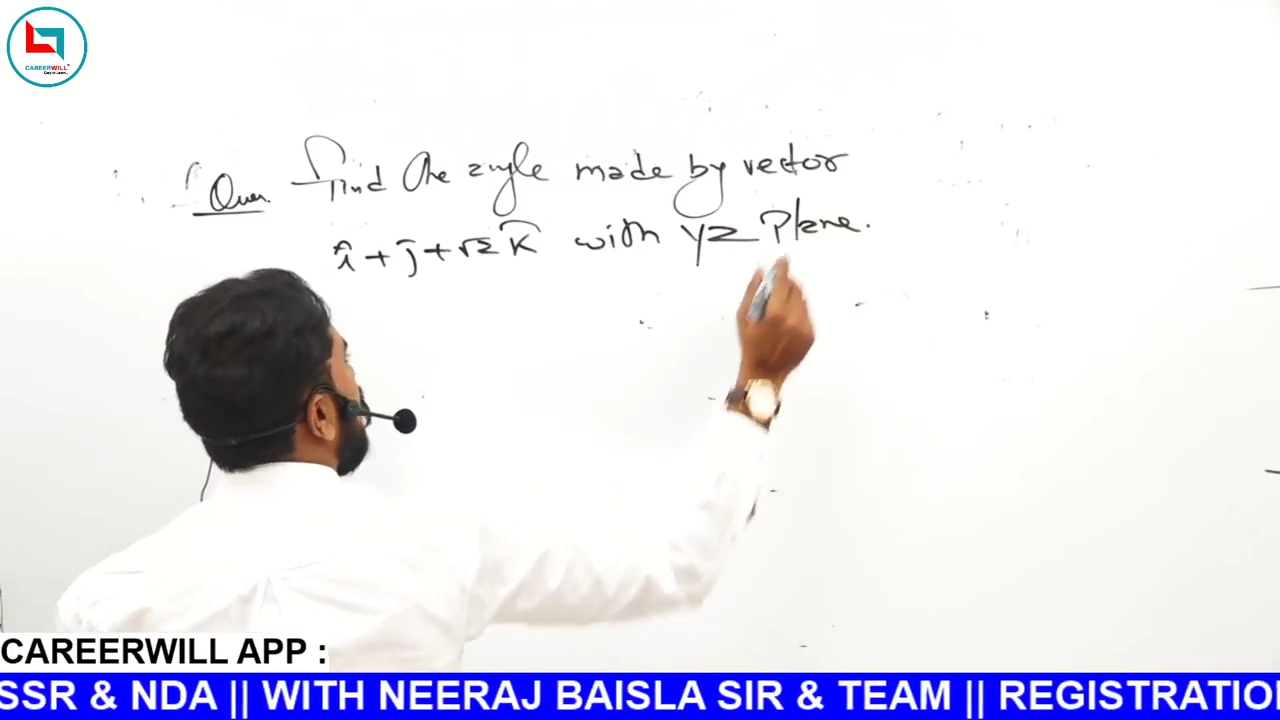 CAREERWILL
Ques. Find the angle made by vector
î + ĵ + √2 k̂ with YZ Plane.
CAREERWILL APP :
SSR & NDA || WITH NEERAJ BAISLA SIR & TEAM || REGISTRATION